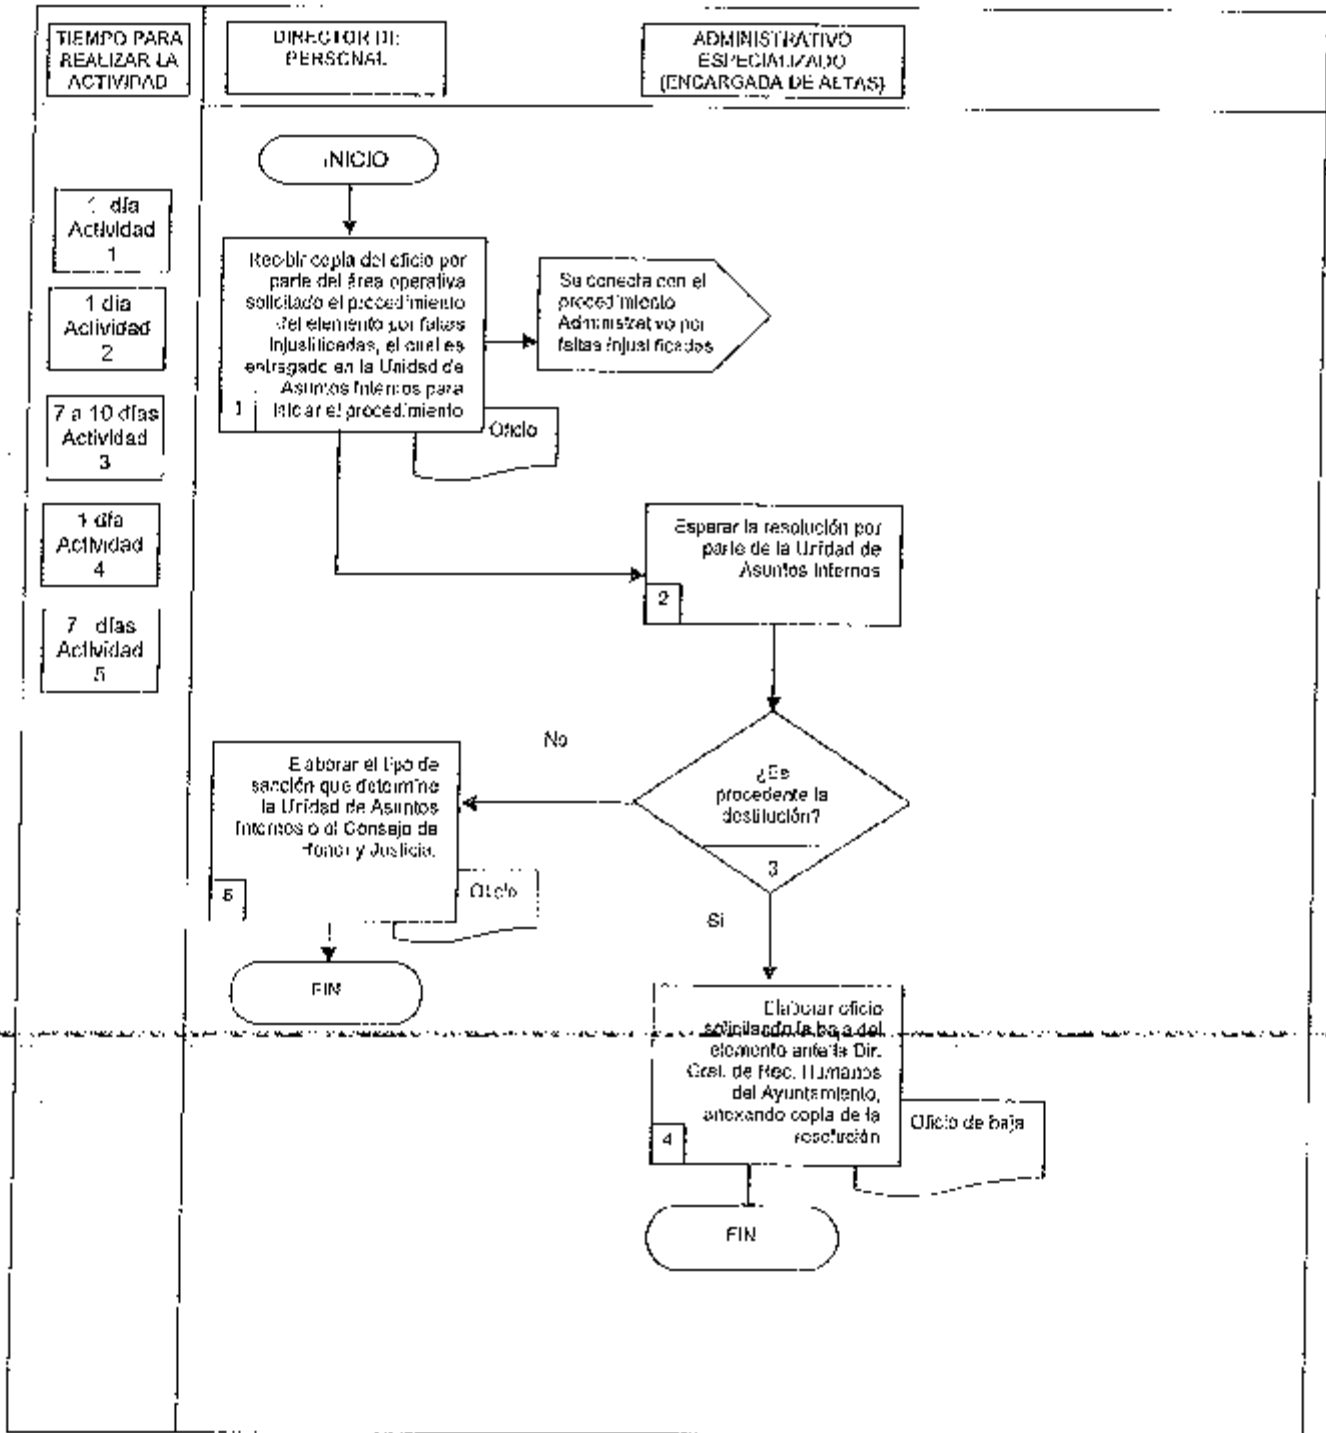 TIEMPO PARA
REALIZAR LA
ACTIVIDAD
DIRECTOR DE
PERSONAL
ADMINISTRATIVO
ESPECIALIZADO
(ENCARGADA DE ALTAS)
INICIO
1 día
Actividad
1
1 día
Actividad
2
7 a 10 días
Actividad
3
1 día
Actividad
4
7 días
Actividad
5
Recibir copia del oficio por
parte del área operativa
solicitado el procedimiento
del elemento por faltas
Injustificadas, el cual es
entregado en la Unidad de
Asuntos Internos para
iniciar el procedimiento
1
Se conecta con el
procedimiento
Administrativo por
faltas injustificadas
Oficio
Esperar la resolución por
parte de la Unidad de
Asuntos Internos
2
¿Es
procedente la
destitución?
3
No
Si
Elaborar el tipo de
sanción que determine
la Unidad de Asuntos
Internos o el Consejo de
Honor y Justicia.
5
Oficio
FIN
Elaborar oficio
solicitando la baja del
elemento ante la Dir.
Gral. de Rec. Humanos
del Ayuntamiento,
anexando copia de la
resolución
4
Oficio de baja
FIN